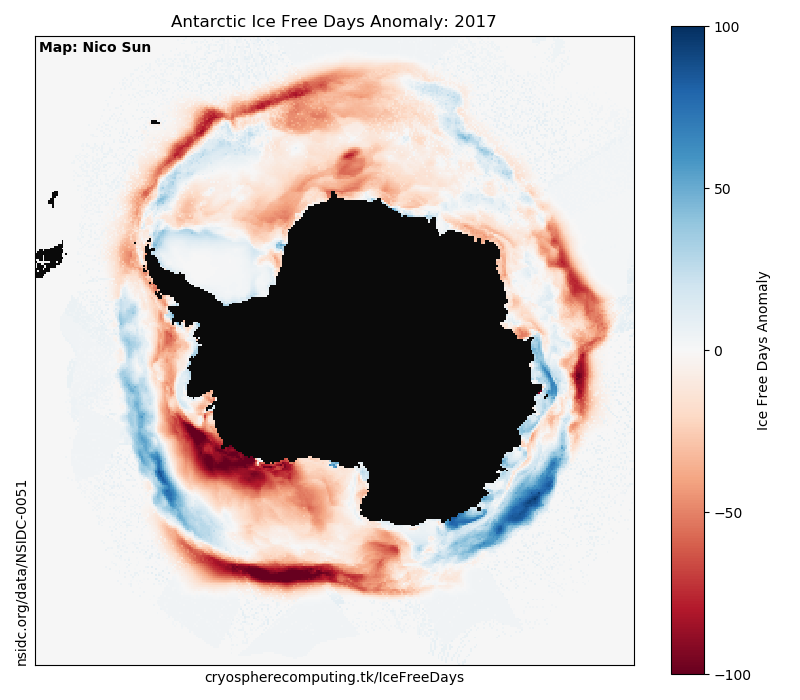 Antarctic Ice Free Days Anomaly: 2017
Map: Nico Sun
100
50
0
−50
−100
Ice Free Days Anomaly
nsidc.org/data/NSIDC-0051
cryospherecomputing.tk/IceFreeDays